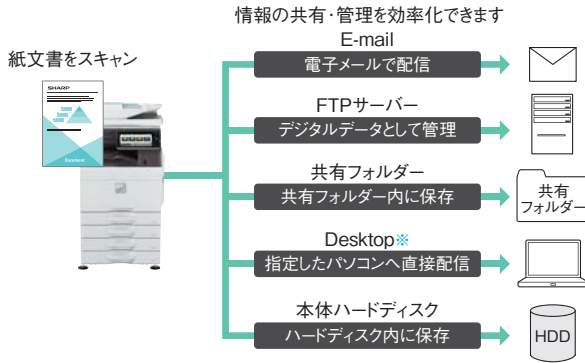 情報の共有・管理を効率化できます
紙文書をスキャン
SHARP
Document
E-mail
電子メールで配信
FTPサーバー
デジタルデータとして管理
共有フォルダー
共有フォルダー内に保存
共有
フォルダー
Desktop※
指定したパソコンへ直接配信
本体ハードディスク
ハードディスク内に保存
HDD